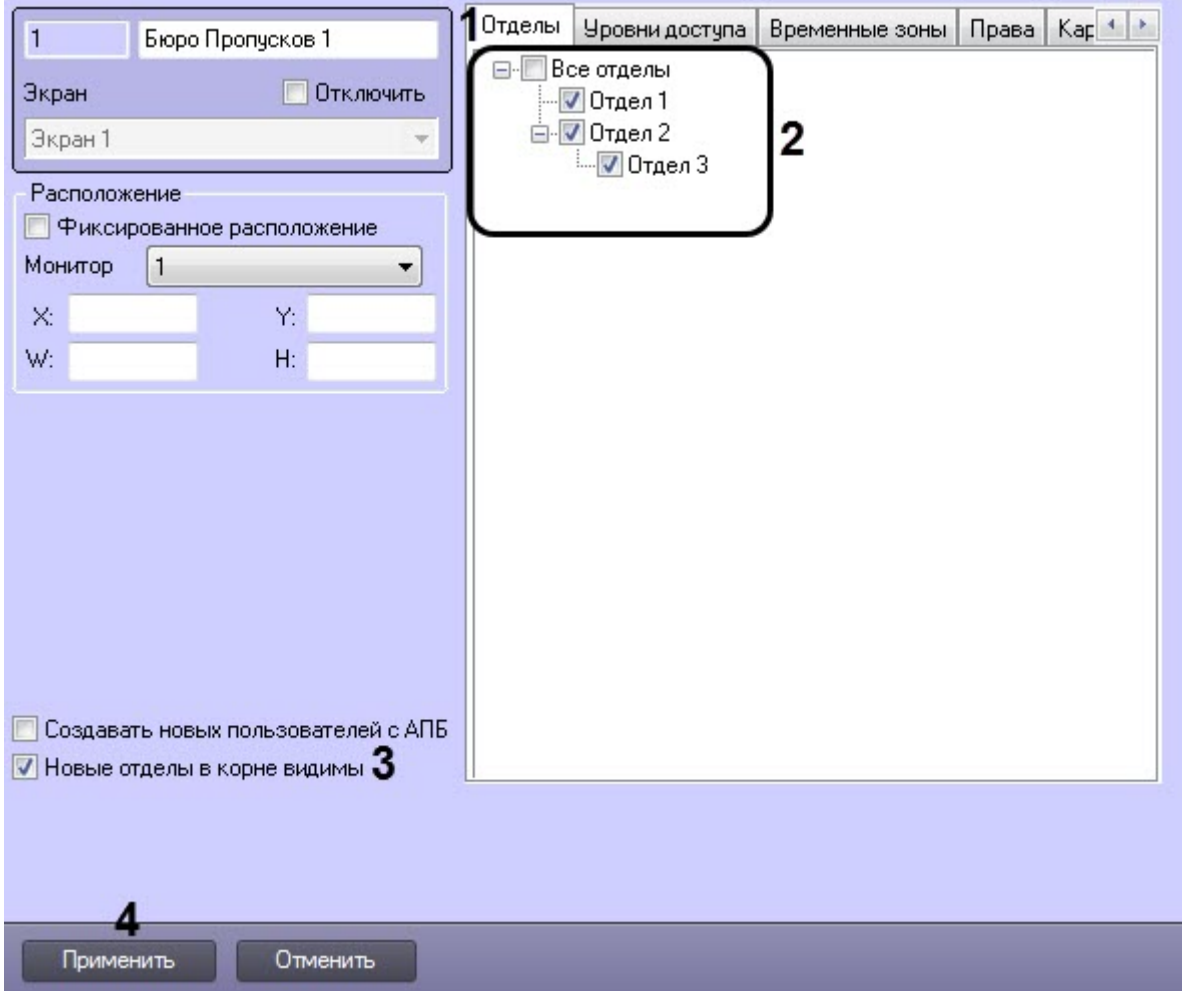 1 Бюро Пропусков 1
Экран Отключить
Экран 1
Расположение
Фиксированное расположение
Монитор 1
X: Y:
W: H:
Создавать новых пользователей с АПБ
Новые отделы в корне видимы 3
1 Отделы Уровни доступа Временные зоны Права Кар
Все отделы
Отдел 1
Отдел 2
Отдел 3
2
4
Применить Отменить